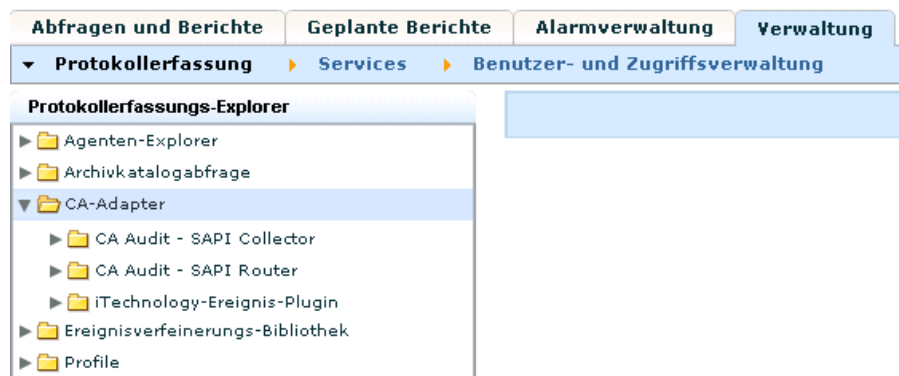 Abfragen und Berichte Geplante Berichte Alarmverwaltung Verwaltung
Protokollerfassung Services Benutzer- und Zugriffsverwaltung
Protokollerfassungs-Explorer
Agenten-Explorer
Archivkatalogabfrage
CA-Adapter
CA Audit - SAPI Collector
CA Audit - SAPI Router
iTechnology-Ereignis-Plugin
Ereignisverfeinerungs-Bibliothek
Profile